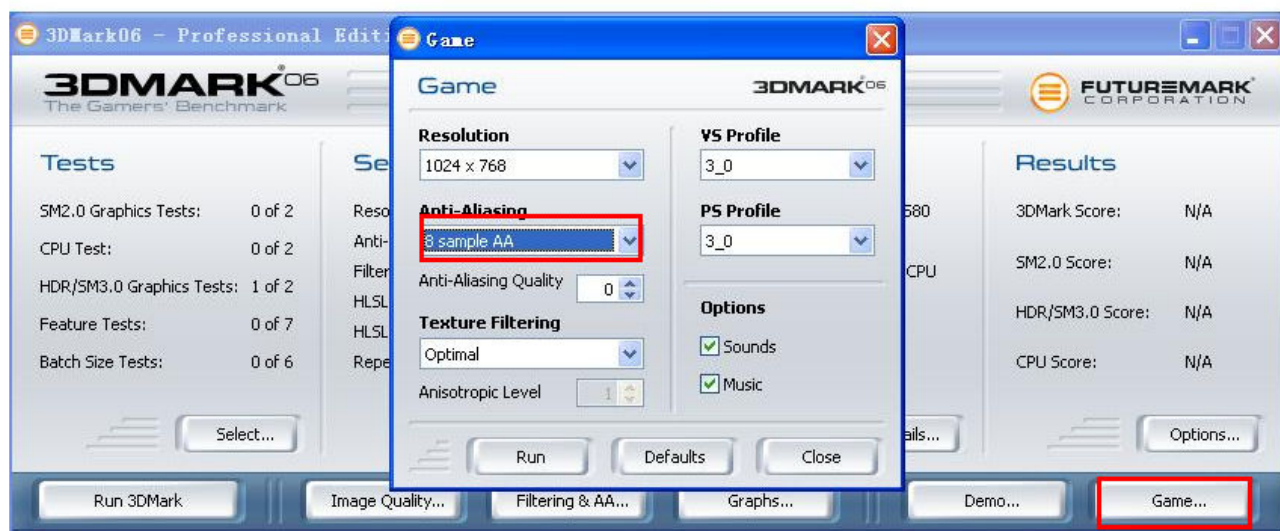 3DMark06 - Professional Editi
Game
3DMARK06
The Gamers' Benchmark
Game
3DMARK06
FUTUREMARK
CORPORATION
Tests
SM2.0 Graphics Tests: 0 of 2
CPU Test: 0 of 2
HDR/SM3.0 Graphics Tests: 1 of 2
Feature Tests: 0 of 7
Batch Size Tests: 0 of 6
Select...
Se
Reso
Anti-
Filter
HLSL
HLSL
Repe
Resolution
1024 x 768
Anti-Aliasing
8 sample AA
Anti-Aliasing Quality 0
Texture Filtering
Optimal
Anisotropic Level 1
VS Profile
3_0
PS Profile
3_0
Options
Sounds
Music
Run
Defaults
Close
580
CPU
ails...
Results
3DMark Score: N/A
SM2.0 Score: N/A
HDR/SM3.0 Score: N/A
CPU Score: N/A
Options...
Run 3DMark
Image Quality...
Filtering & AA...
Graphs...
Demo...
Game...